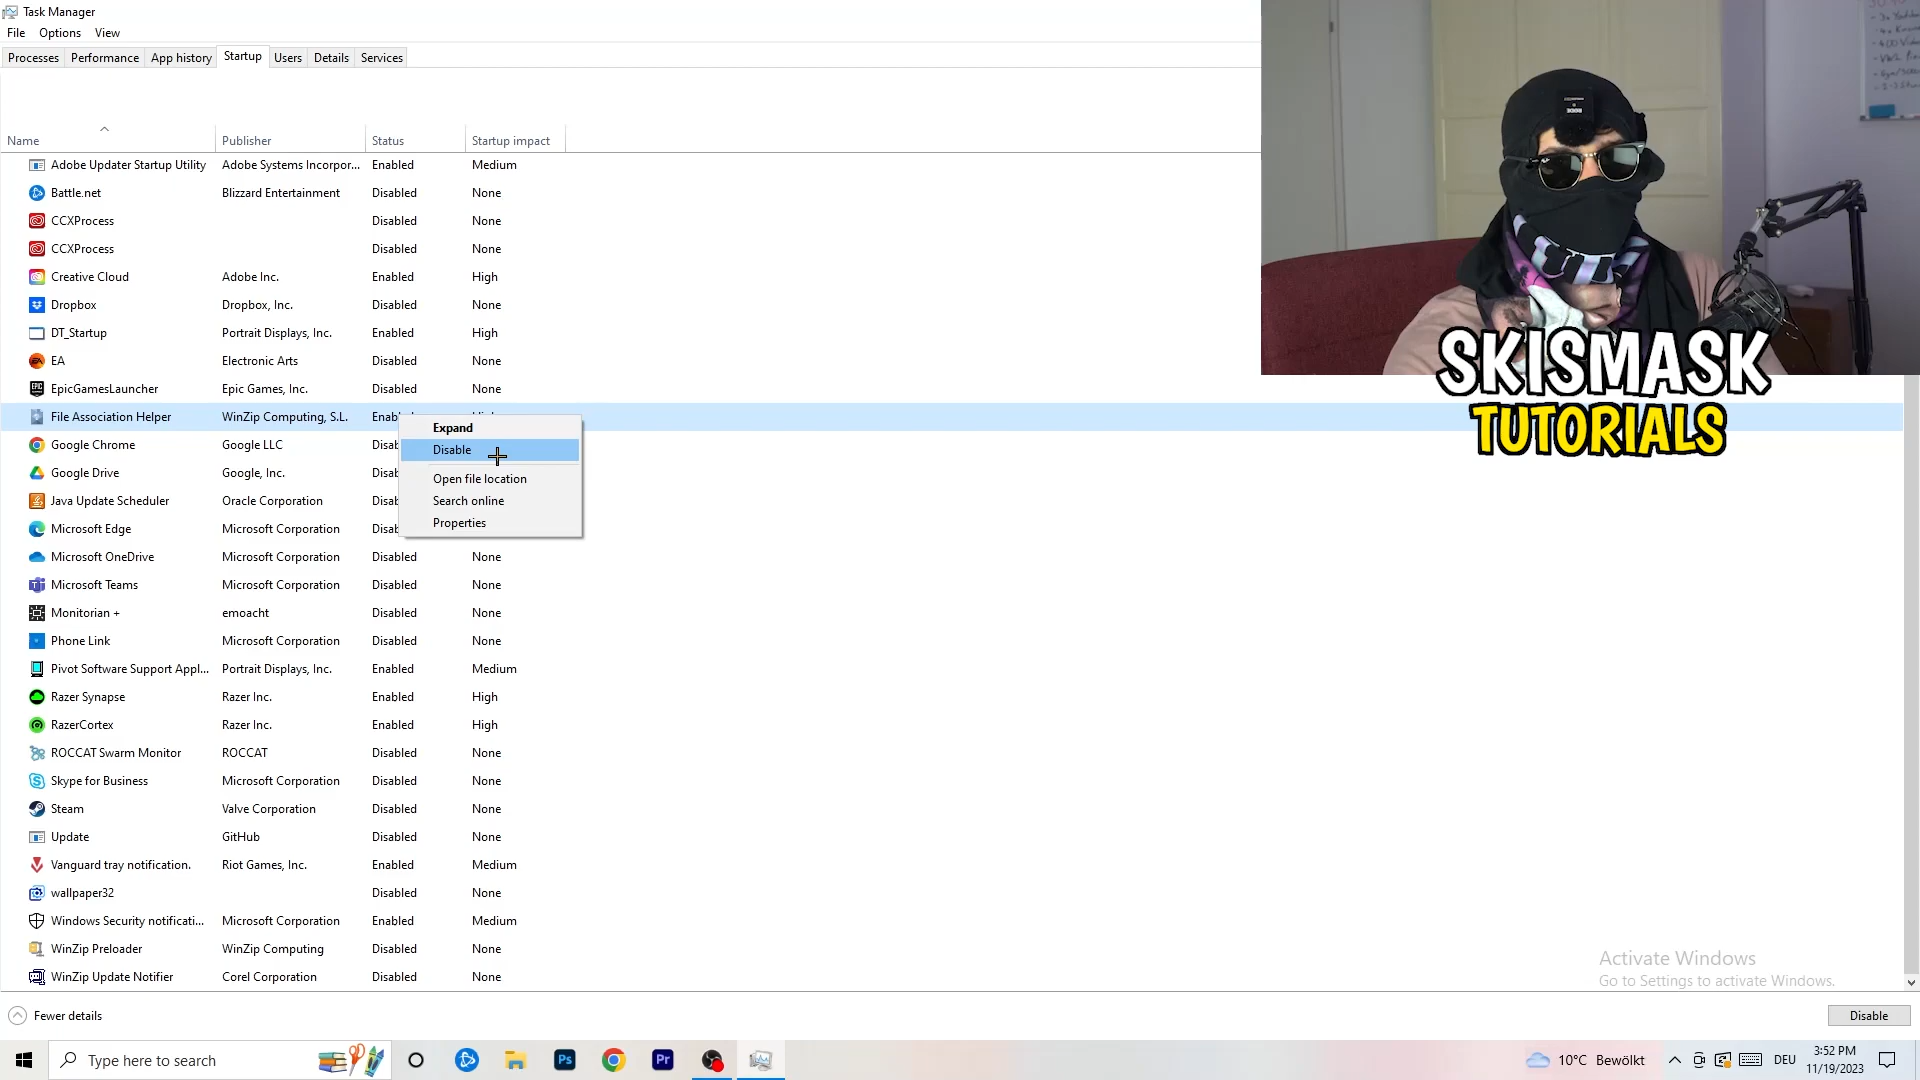 Task Manager
File Options View
Processes Performance App history Startup Users Details Services
Name Publisher Status Startup impact
Adobe Updater Startup Utility Adobe Systems Incorpor... Enabled Medium
Battle.net Blizzard Entertainment Disabled None
CCXProcess Disabled None
CCXProcess Disabled None
Creative Cloud Adobe Inc. Enabled High
Dropbox Dropbox, Inc. Disabled None
DT_Startup Portrait Displays, Inc. Enabled High
EA Electronic Arts Disabled None
EpicGamesLauncher Epic Games, Inc. Disabled None
File Association Helper WinZip Computing, S.L. Enabl
Google Chrome Google LLC Disab
Google Drive Google, Inc. Disab
Java Update Scheduler Oracle Corporation Disab
Microsoft Edge Microsoft Corporation Disab
Microsoft OneDrive Microsoft Corporation Disabled None
Microsoft Teams Microsoft Corporation Disabled None
Monitorian + emoacht Disabled None
Phone Link Microsoft Corporation Disabled None
Pivot Software Support Appl... Portrait Displays, Inc. Enabled Medium
Razer Synapse Razer Inc. Enabled High
RazerCortex Razer Inc. Enabled High
ROCCAT Swarm Monitor ROCCAT Disabled None
Skype for Business Microsoft Corporation Disabled None
Steam Valve Corporation Disabled None
Update GitHub Disabled None
Vanguard tray notification. Riot Games, Inc. Enabled Medium
wallpaper32 Disabled None
Windows Security notificati... Microsoft Corporation Enabled Medium
WinZip Preloader WinZip Computing Disabled None
WinZip Update Notifier Corel Corporation Disabled None
Expand
Disable
Open file location
Search online
Properties
SKISMASK
TUTORIALS
Activate Windows
Go to Settings to activate Windows.
Fewer details
Disable
Type here to search
Ps
Pr
10°C Bewölkt
DEU
3:52 PM
11/19/2023